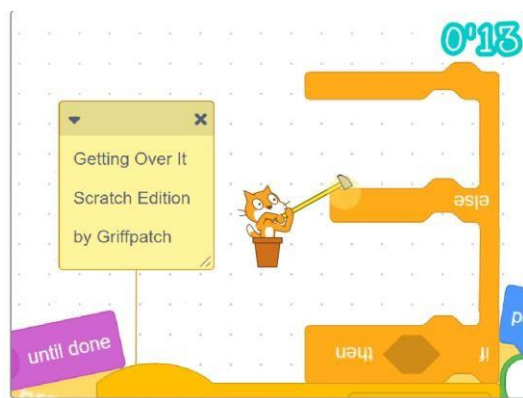 0'13
Getting Over It
Scratch Edition
by Griffpatch
else
until done
if then